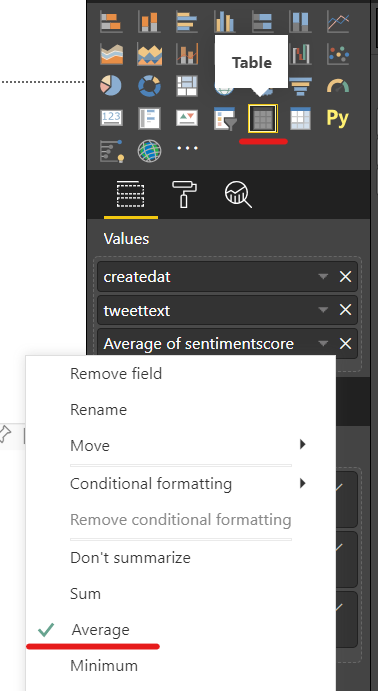 Table
123
Py
Values
createdat
tweettext
Average of sentimentscore
Remove field
Rename
Move
Conditional formatting
Remove conditional formatting
Don't summarize
Sum
Average
Minimum